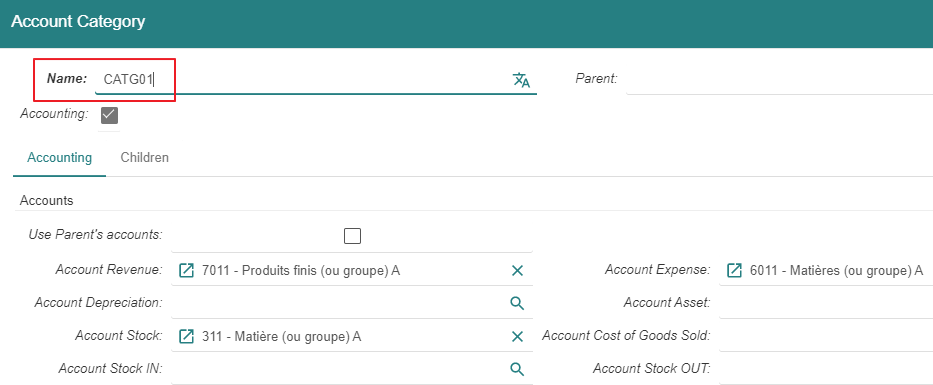 Account Category
Name: CATG01 Parent:
Accounting:
Accounting Children
Accounts
Use Parent's accounts:
Account Revenue: 7011 - Produits finis (ou groupe) A Account Expense: 6011 - Matières (ou groupe) A
Account Depreciation: Account Asset:
Account Stock: 311 - Matière (ou groupe) A Account Cost of Goods Sold:
Account Stock IN: Account Stock OUT: